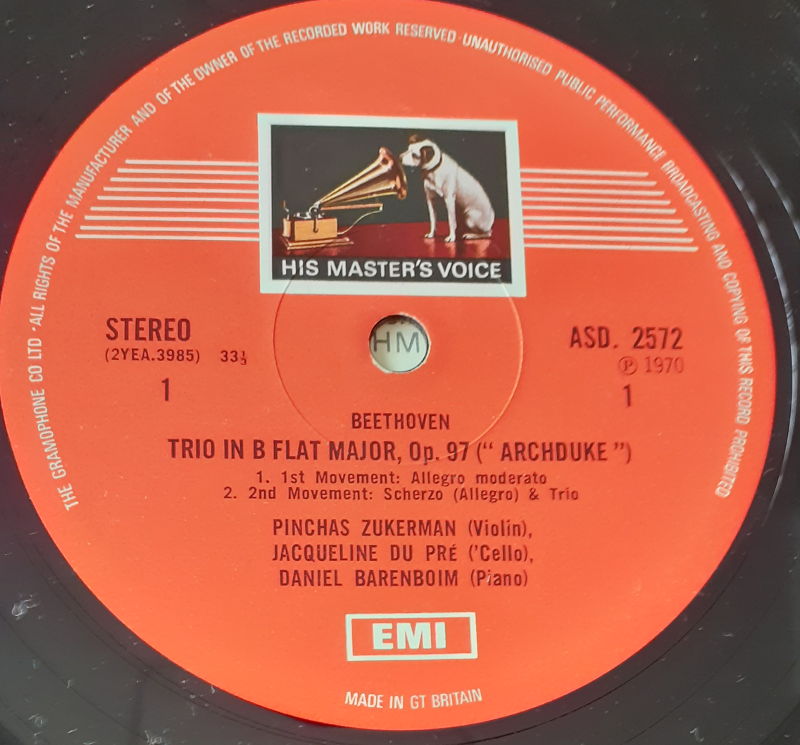 THE GRAMOPHONE CO LTD · ALL RIGHTS OF THE MANUFACTURER AND OF THE OWNER OF THE RECORDED WORK RESERVED · UNAUTHORISED PUBLIC PERFORMANCE BROADCASTING AND COPYING OF THIS RECORD PROHIBITED
HIS MASTER'S VOICE
STEREO
(2YEA.3985) 33⅓
1
HM
ASD. 2572
Ⓟ 1970
1
BEETHOVEN
TRIO IN B FLAT MAJOR, Op. 97 (“ ARCHDUKE ”)
1. 1st Movement: Allegro moderato
2. 2nd Movement: Scherzo (Allegro) & Trio
PINCHAS ZUKERMAN (Violin),
JACQUELINE DU PRÉ ('Cello),
DANIEL BARENBOIM (Piano)
EMI
MADE IN GT BRITAIN